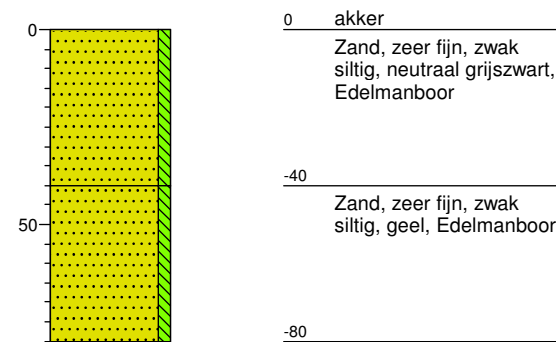 0
50
0 akker
Zand, zeer fijn, zwak
siltig, neutraal grijszwart,
Edelmanboor
-40
Zand, zeer fijn, zwak
siltig, geel, Edelmanboor
-80